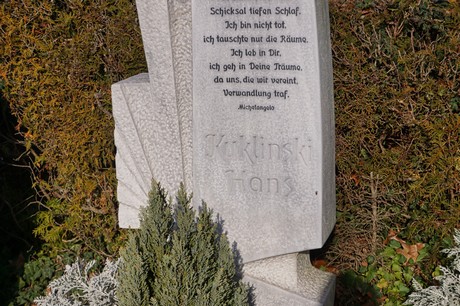 Schicksal tiefen Schlaf.
Ich bin nicht tot,
ich tauschte nur die Räume.
Ich leb in Dir,
ich geh in Deine Träume,
da uns, die wir vereint,
Verwandlung traf.
Michelangelo
Kuklinski
Hans